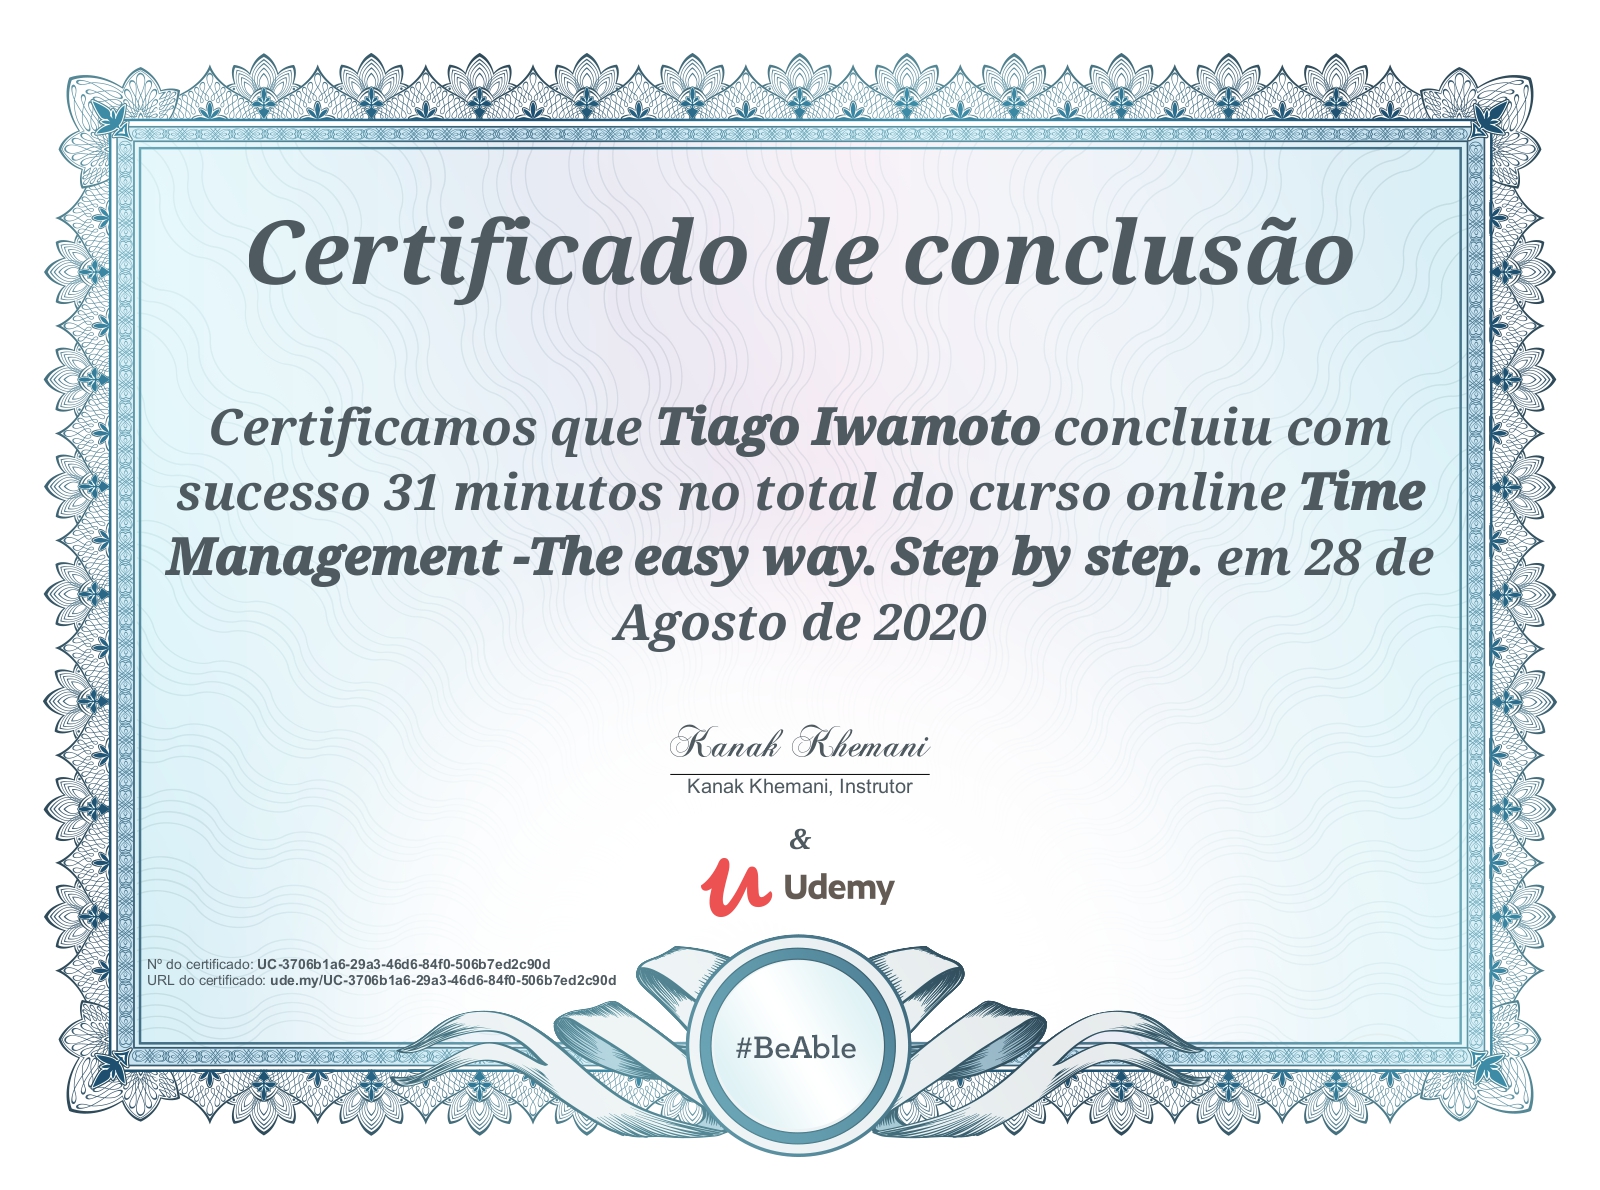 Certificado de conclusão
Certificamos que Tiago Iwamoto concluiu com
sucesso 31 minutos no total do curso online Time
Management -The easy way. Step by step. em 28 de
Agosto de 2020
Kanak Khemani
Kanak Khemani, Instrutor
&
Udemy
Nº do certificado: UC-3706b1a6-29a3-46d6-84f0-506b7ed2c90d
URL do certificado: ude.my/UC-3706b1a6-29a3-46d6-84f0-506b7ed2c90d
#BeAble